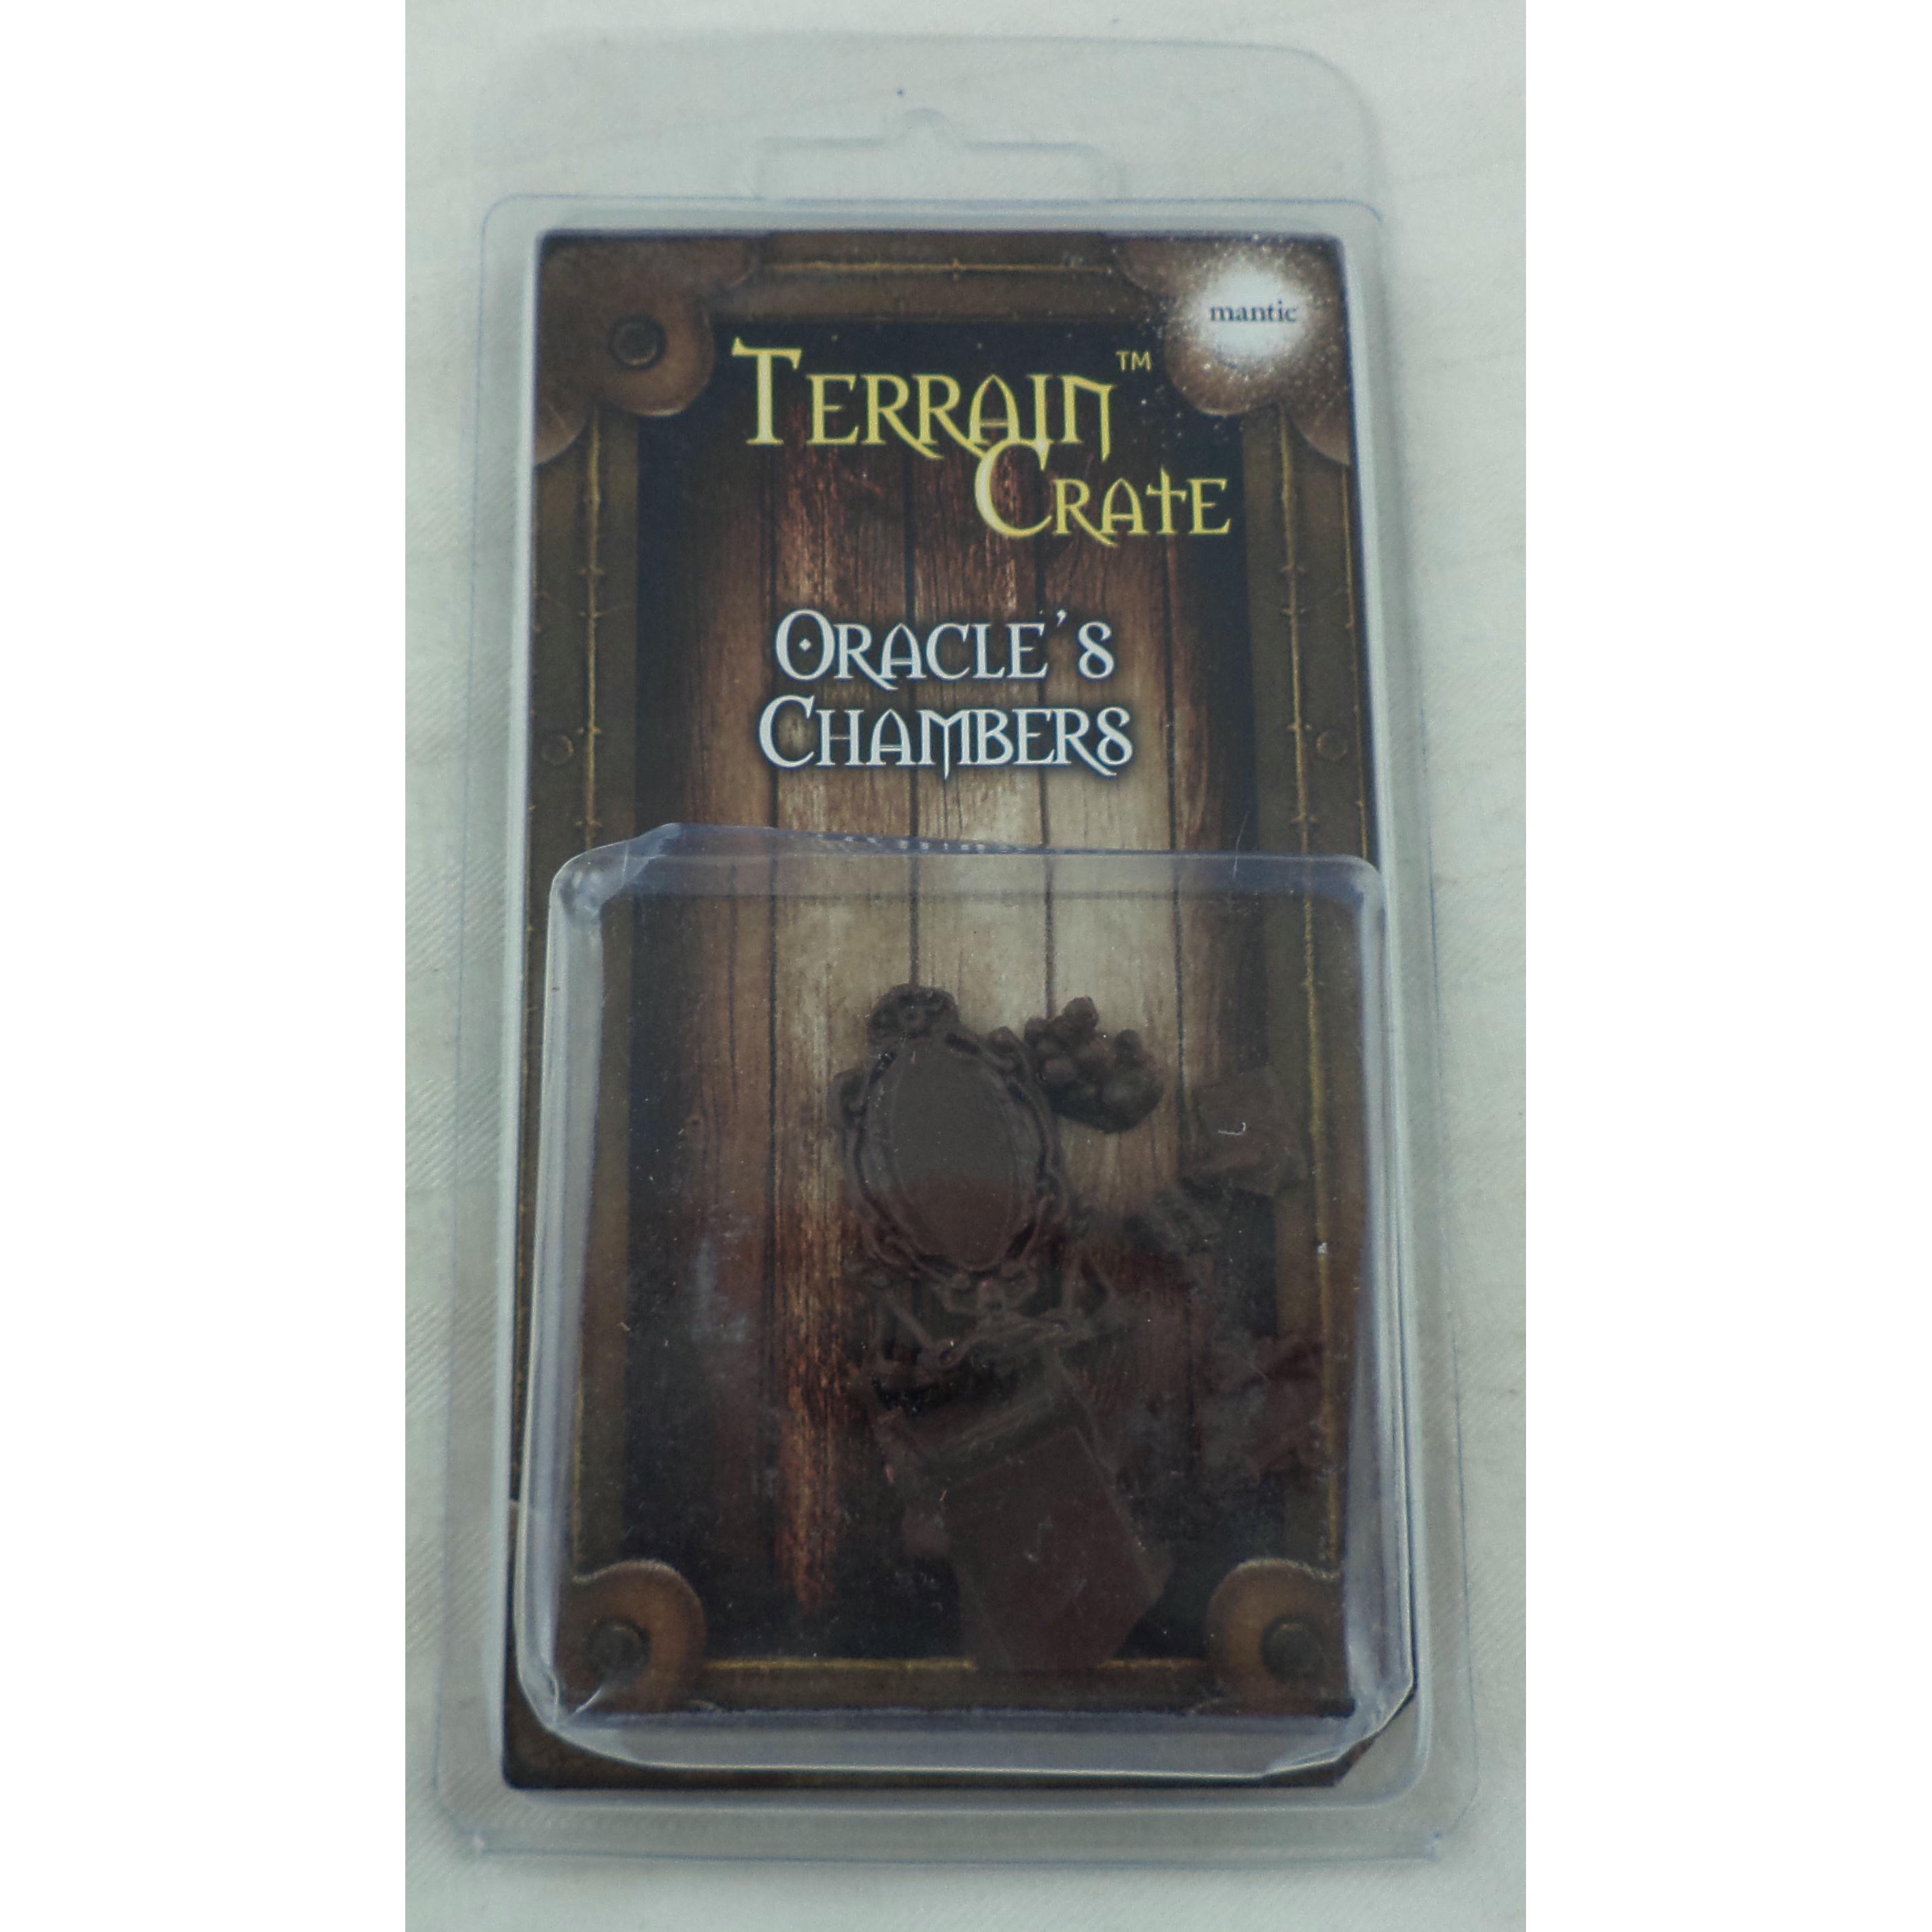 mantic
TERRAIN™
CRATE
ORACLE'S
CHAMBERS